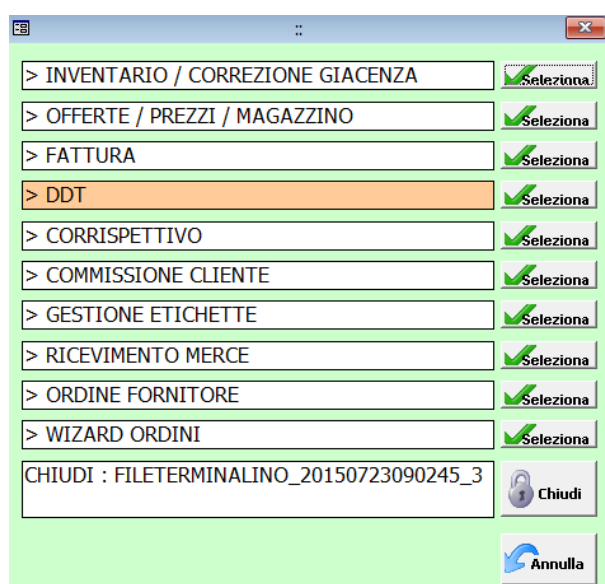 ::
> INVENTARIO / CORREZIONE GIACENZA Seleziona
> OFFERTE / PREZZI / MAGAZZINO Seleziona
> FATTURA Seleziona
> DDT Seleziona
> CORRISPETTIVO Seleziona
> COMMISSIONE CLIENTE Seleziona
> GESTIONE ETICHETTE Seleziona
> RICEVIMENTO MERCE Seleziona
> ORDINE FORNITORE Seleziona
> WIZARD ORDINI Seleziona
CHIUDI : FILETERMINALINO_20150723090245_3 Chiudi
Annulla